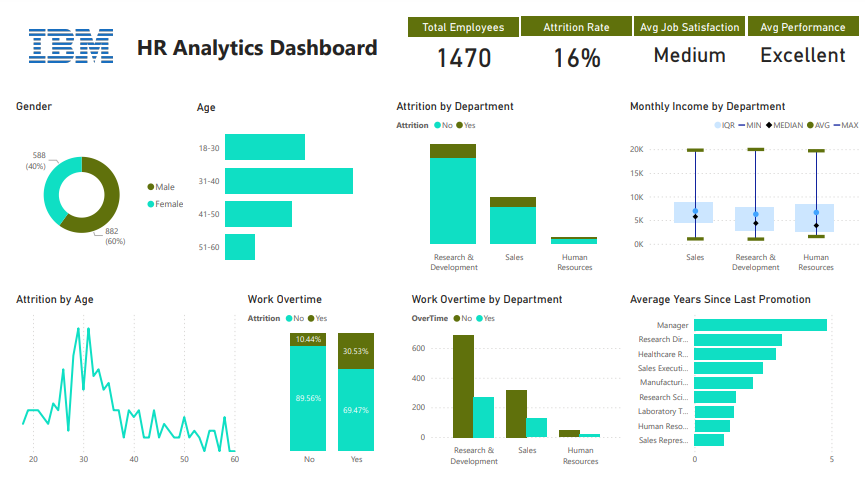 IBM
HR Analytics Dashboard
Total Employees
1470
Attrition Rate
16%
Avg Job Satisfaction
Medium
Avg Performance
Excellent
Gender
588
(40%)
882
(60%)
Male
Female
Age
18-30
31-40
41-50
51-60
Attrition by Department
Attrition No Yes
Research &
Development
Sales
Human
Resources
Monthly Income by Department
IQR MIN MEDIAN AVG MAX
20K
15K
10K
5K
0K
Sales
Research &
Development
Human
Resources
Attrition by Age
20 30 40 50 60
Work Overtime
Attrition No Yes
10.44%
89.56%
30.53%
69.47%
No Yes
Work Overtime by Department
OverTime No Yes
600
400
200
0
Research &
Development
Sales
Human
Resources
Average Years Since Last Promotion
Manager
Research Dir...
Healthcare R...
Sales Executi...
Manufacturi...
Research Sci...
Laboratory T...
Human Reso...
Sales Repres...
0 5